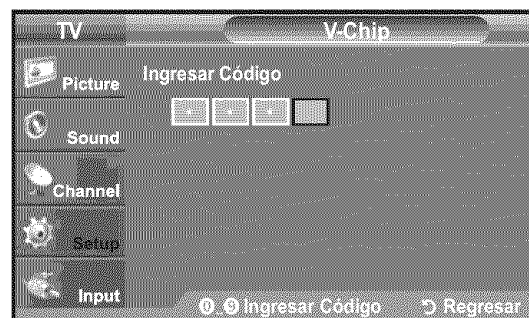 TV
V-Chip
Picture
Ingresar Código
Sound
Channel
Setup
Input
0..9 Ingresar Código
Regresar